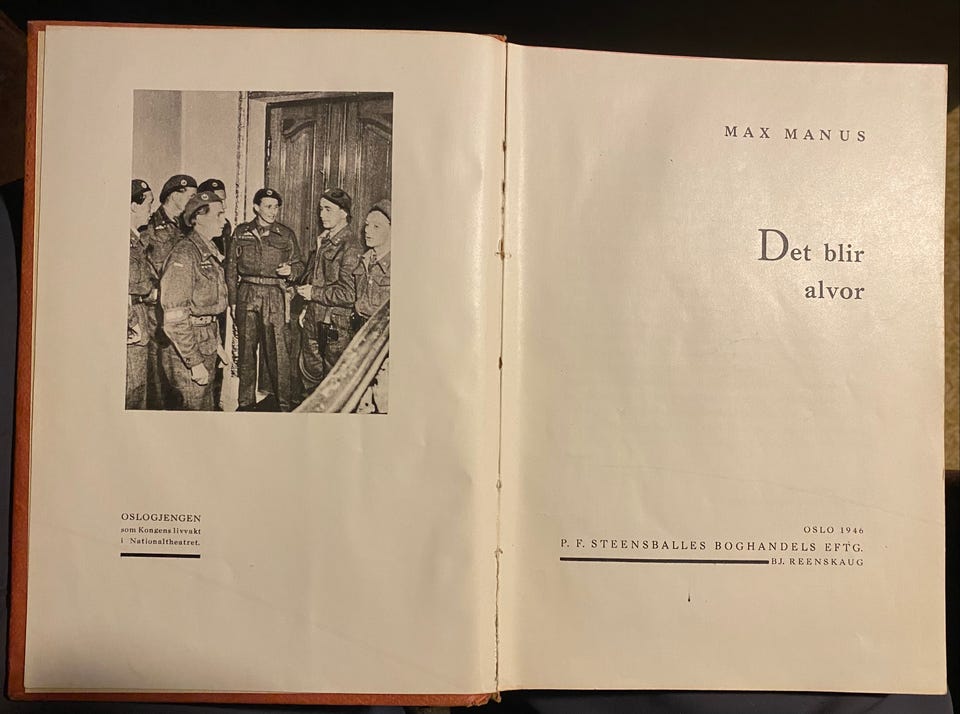 OSLOGJENGEN
som Kongens livvakt
i Nationaltheatret.
MAX MANUS
Det blir
alvor
OSLO 1946
P. F. STEENSBALLES BOGHANDELS EFTG.
BJ. REENSKAUG